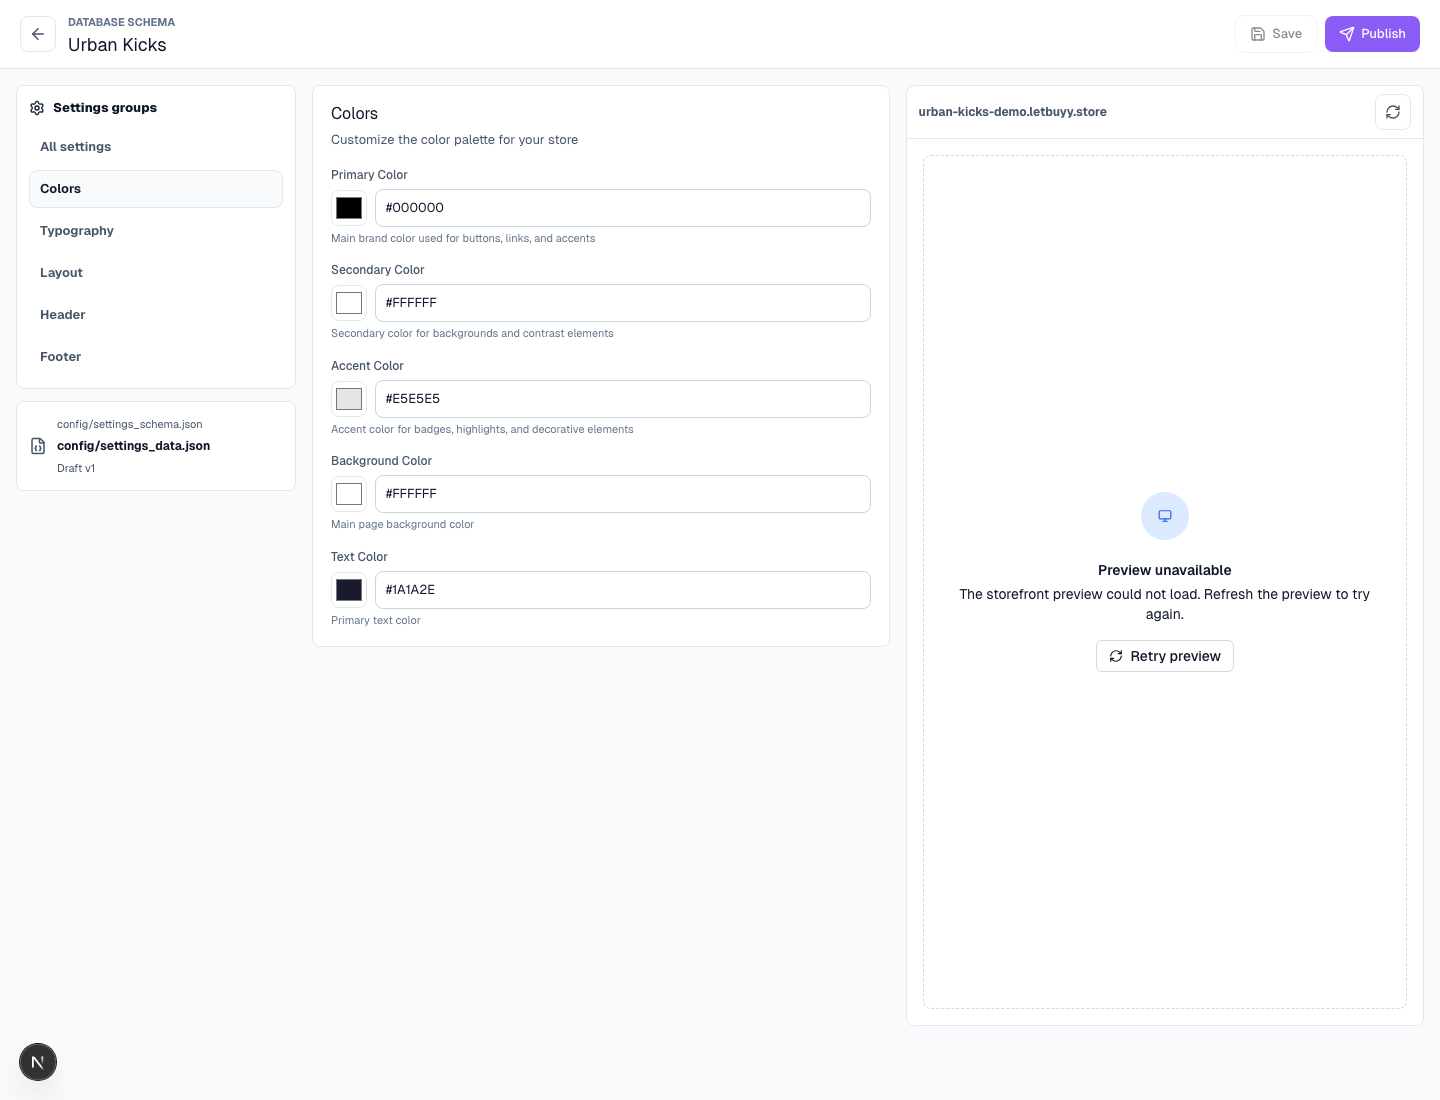 DATABASE SCHEMA
Urban Kicks
Save
Publish
Settings groups
All settings
Colors
Typography
Layout
Header
Footer
config/settings_schema.json
config/settings_data.json
Draft v1
Colors
Customize the color palette for your store
Primary Color
#000000
Main brand color used for buttons, links, and accents
Secondary Color
#FFFFFF
Secondary color for backgrounds and contrast elements
Accent Color
#E5E5E5
Accent color for badges, highlights, and decorative elements
Background Color
#FFFFFF
Main page background color
Text Color
#1A1A2E
Primary text color
urban-kicks-demo.letbuyy.store
Preview unavailable
The storefront preview could not load. Refresh the preview to try
again.
Retry preview
N